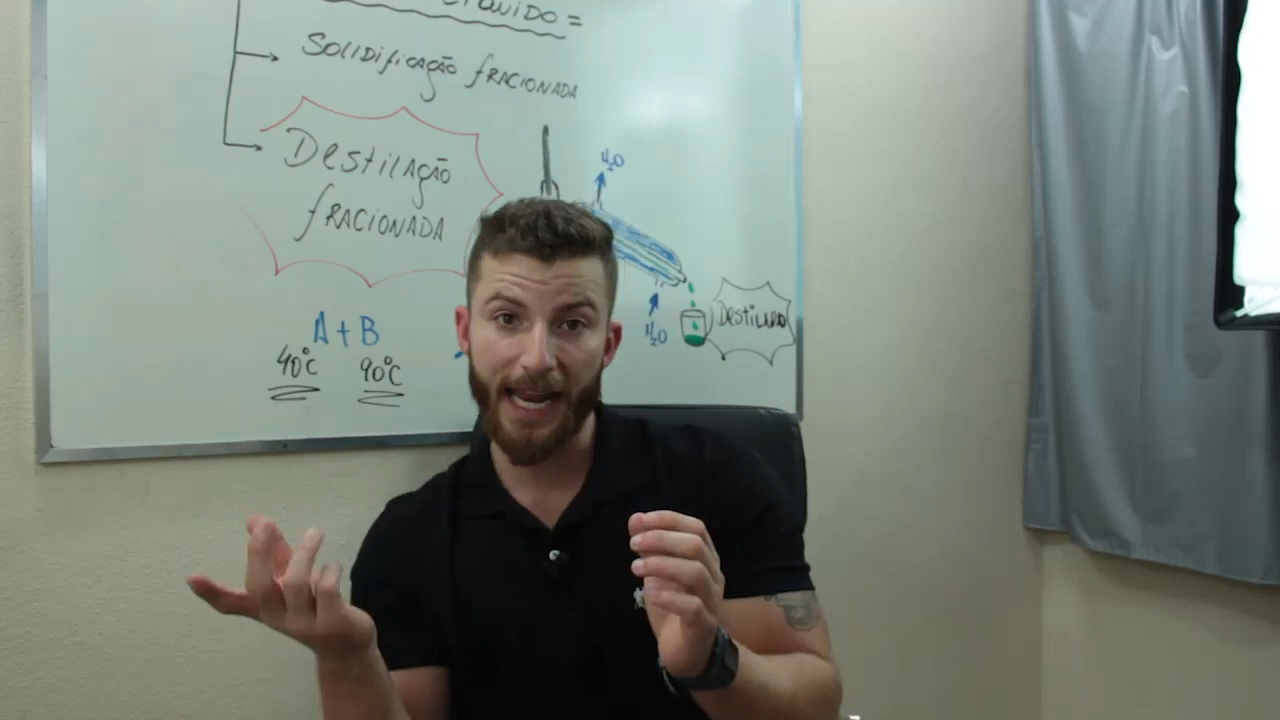 Solidificação fracionada
Destilação
fracionada
A + B
40°C 90°C
H₂O
H₂O
Destilado